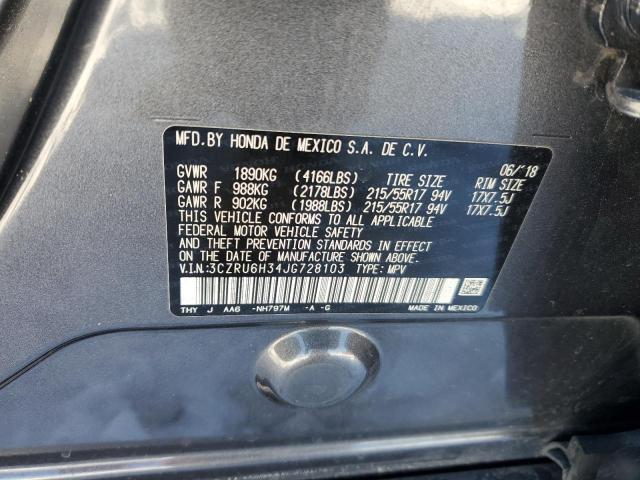 MFD.BY HONDA DE MEXICO S.A. DE C.V.
06/'18
GVWR 1890KG (4166LBS) TIRE SIZE RIM SIZE
GAWR F 988KG (2178LBS) 215/55R17 94V 17X7.5J
GAWR R 902KG (1988LBS) 215/55R17 94V 17X7.5J
THIS VEHICLE CONFORMS TO ALL APPLICABLE
FEDERAL MOTOR VEHICLE SAFETY
AND THEFT PREVENTION STANDARDS IN EFFECT
ON THE DATE OF MANUFACTURE SHOWN ABOVE.
V.I.N.:3CZRU6H34JG728103 TYPE: MPV
THY J AA6 -NH797M -A -G MADE IN MEXICO